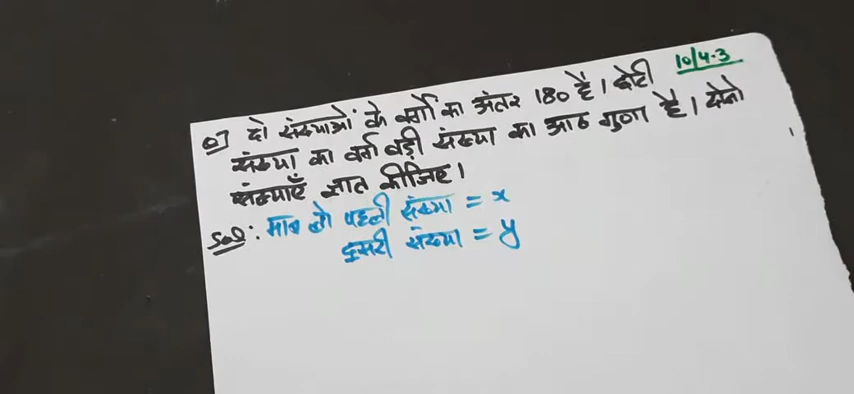 10/4.3
Q] दो संख्याओं के वर्गों का अंतर 180 है। छोटी
संख्या का वर्ग बड़ी संख्या का आठ गुणा है। दोनो
संख्याएँ ज्ञात कीजिए।
Sol: मान लो पहली संख्या = x
दूसरी संख्या = y